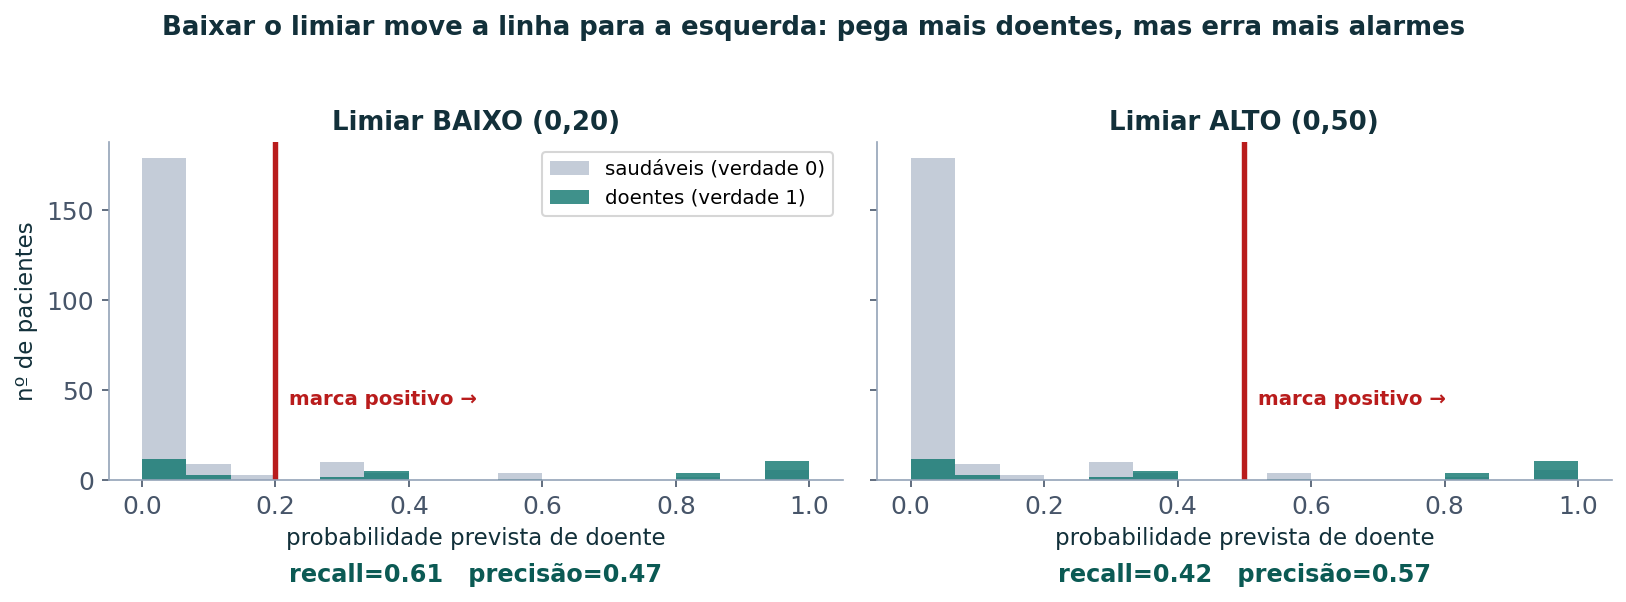 Baixar o limiar move a linha para a esquerda: pega mais doentes, mas erra mais alarmes
Limiar BAIXO (0,20)
saudáveis (verdade 0)
doentes (verdade 1)
nº de pacientes
150
100
50
0
marca positivo →
0.0 0.2 0.4 0.6 0.8 1.0
probabilidade prevista de doente
recall=0.61 precisão=0.47
Limiar ALTO (0,50)
marca positivo →
0.0 0.2 0.4 0.6 0.8 1.0
probabilidade prevista de doente
recall=0.42 precisão=0.57